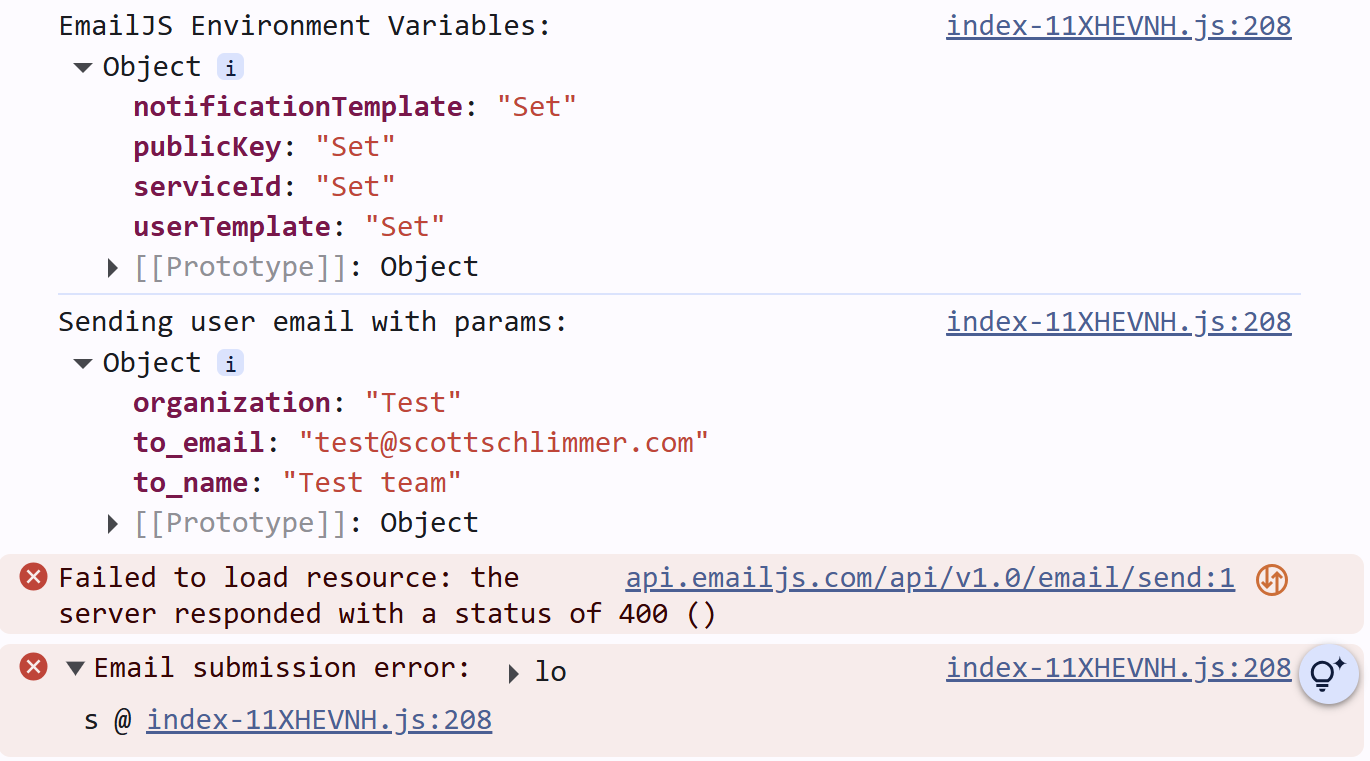 EmailJS Environment Variables: index-11XHEVNH.js:208
Object i
notificationTemplate: "Set"
publicKey: "Set"
serviceId: "Set"
userTemplate: "Set"
[[Prototype]]: Object
Sending user email with params: index-11XHEVNH.js:208
Object i
organization: "Test"
to_email: "test@scottschlimmer.com"
to_name: "Test team"
[[Prototype]]: Object
Failed to load resource: the api.emailjs.com/api/v1.0/email/send:1
server responded with a status of 400 ()
Email submission error: lo index-11XHEVNH.js:208
s @ index-11XHEVNH.js:208